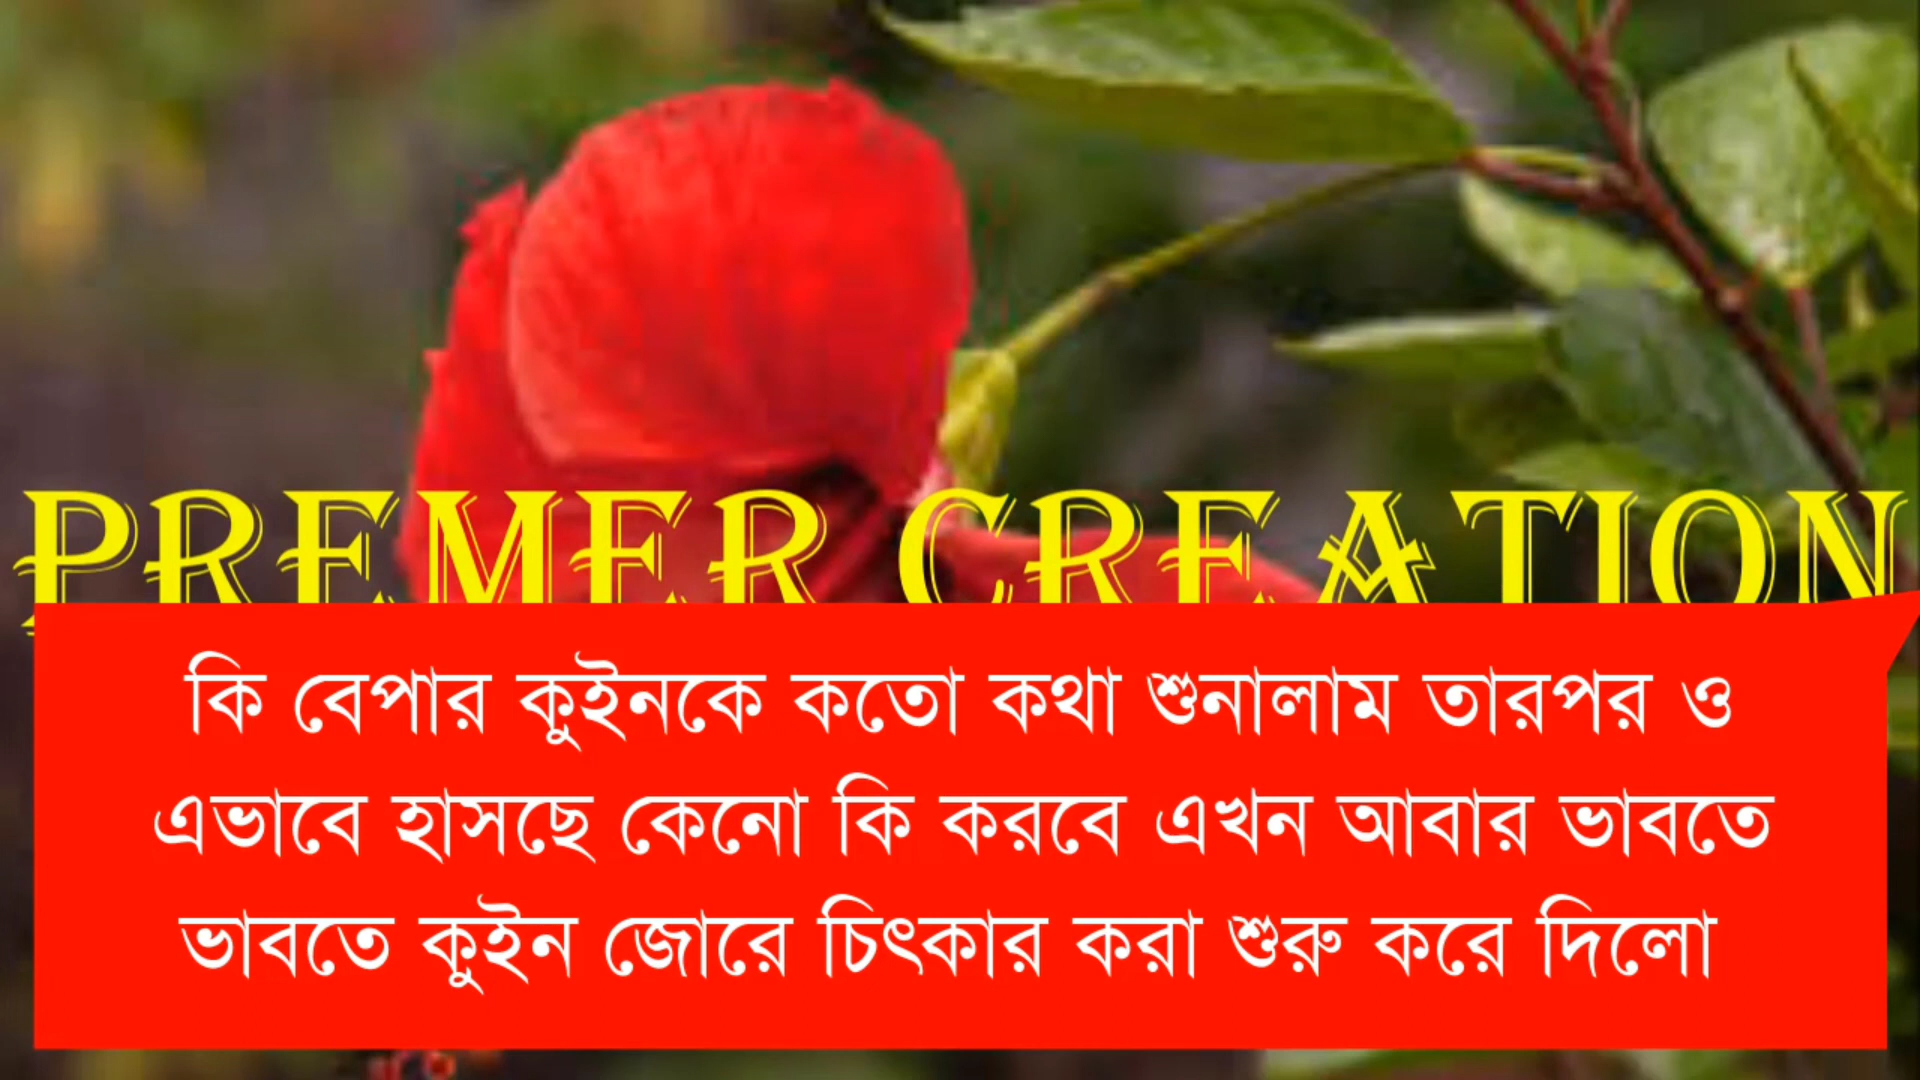 PREMER CREATION
কি বেপার কুইনকে কতো কথা শুনালাম তারপর ও
এভাবে হাসছে কেনো কি করবে এখন আবার ভাবতে
ভাবতে কুইন জোরে চিৎকার করা শুরু করে দিলো